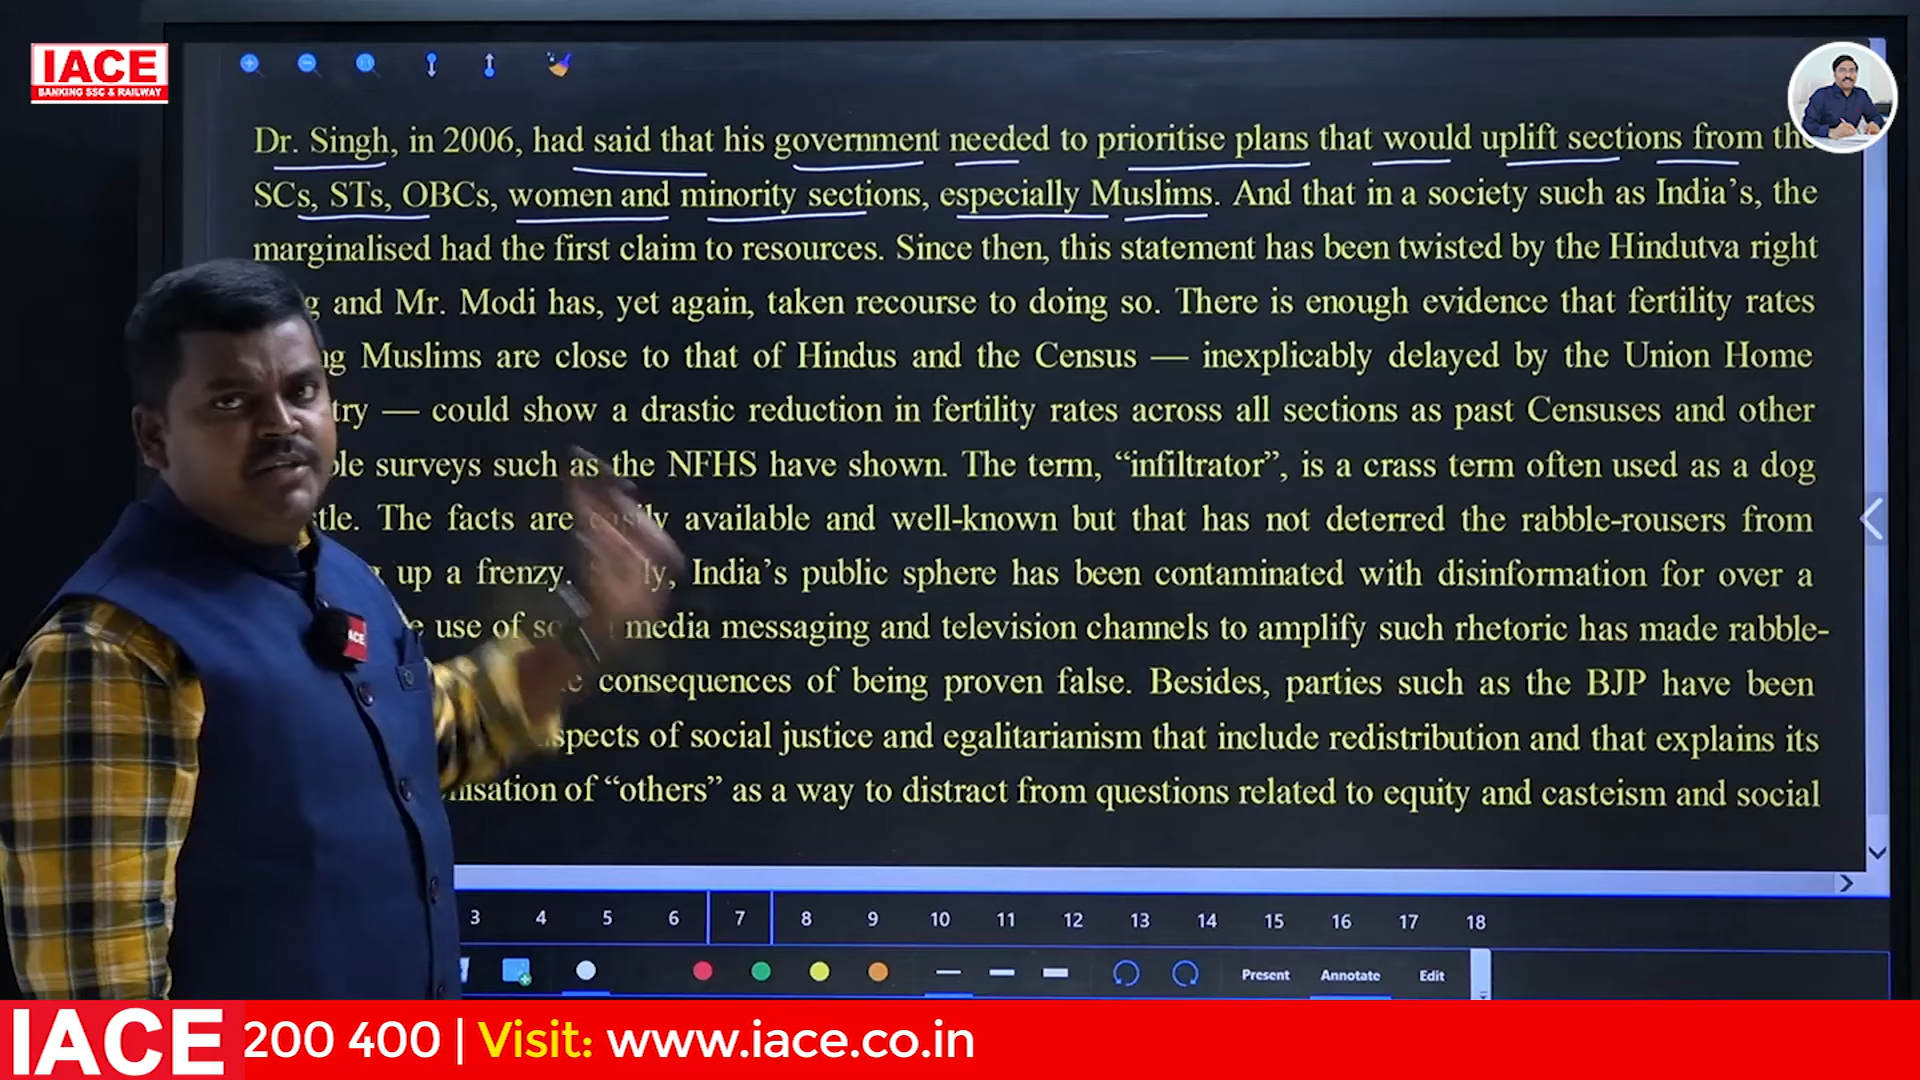 IACE
BANKING SSC & RAILWAY
Dr. Singh, in 2006, had said that his government needed to prioritise plans that would uplift sections from the
SCs, STs, OBCs, women and minority sections, especially Muslims. And that in a society such as India’s, the
marginalised had the first claim to resources. Since then, this statement has been twisted by the Hindutva right
and Mr. Modi has, yet again, taken recourse to doing so. There is enough evidence that fertility rates
Muslims are close to that of Hindus and the Census — inexplicably delayed by the Union Home
— could show a drastic reduction in fertility rates across all sections as past Censuses and other
surveys such as the NFHS have shown. The term, “infiltrator”, is a crass term often used as a dog
The facts are easily available and well-known but that has not deterred the rabble-rousers from
up a frenzy. India’s public sphere has been contaminated with disinformation for over a
use of media messaging and television channels to amplify such rhetoric has made rabble-
consequences of being proven false. Besides, parties such as the BJP have been
of social justice and egalitarianism that include redistribution and that explains its
of “others” as a way to distract from questions related to equity and casteism and social
3 4 5 6 7 8 9 10 11 12 13 14 15 16 17 18
Present Annotate Edit
IACE 200 400 | Visit: www.iace.co.in